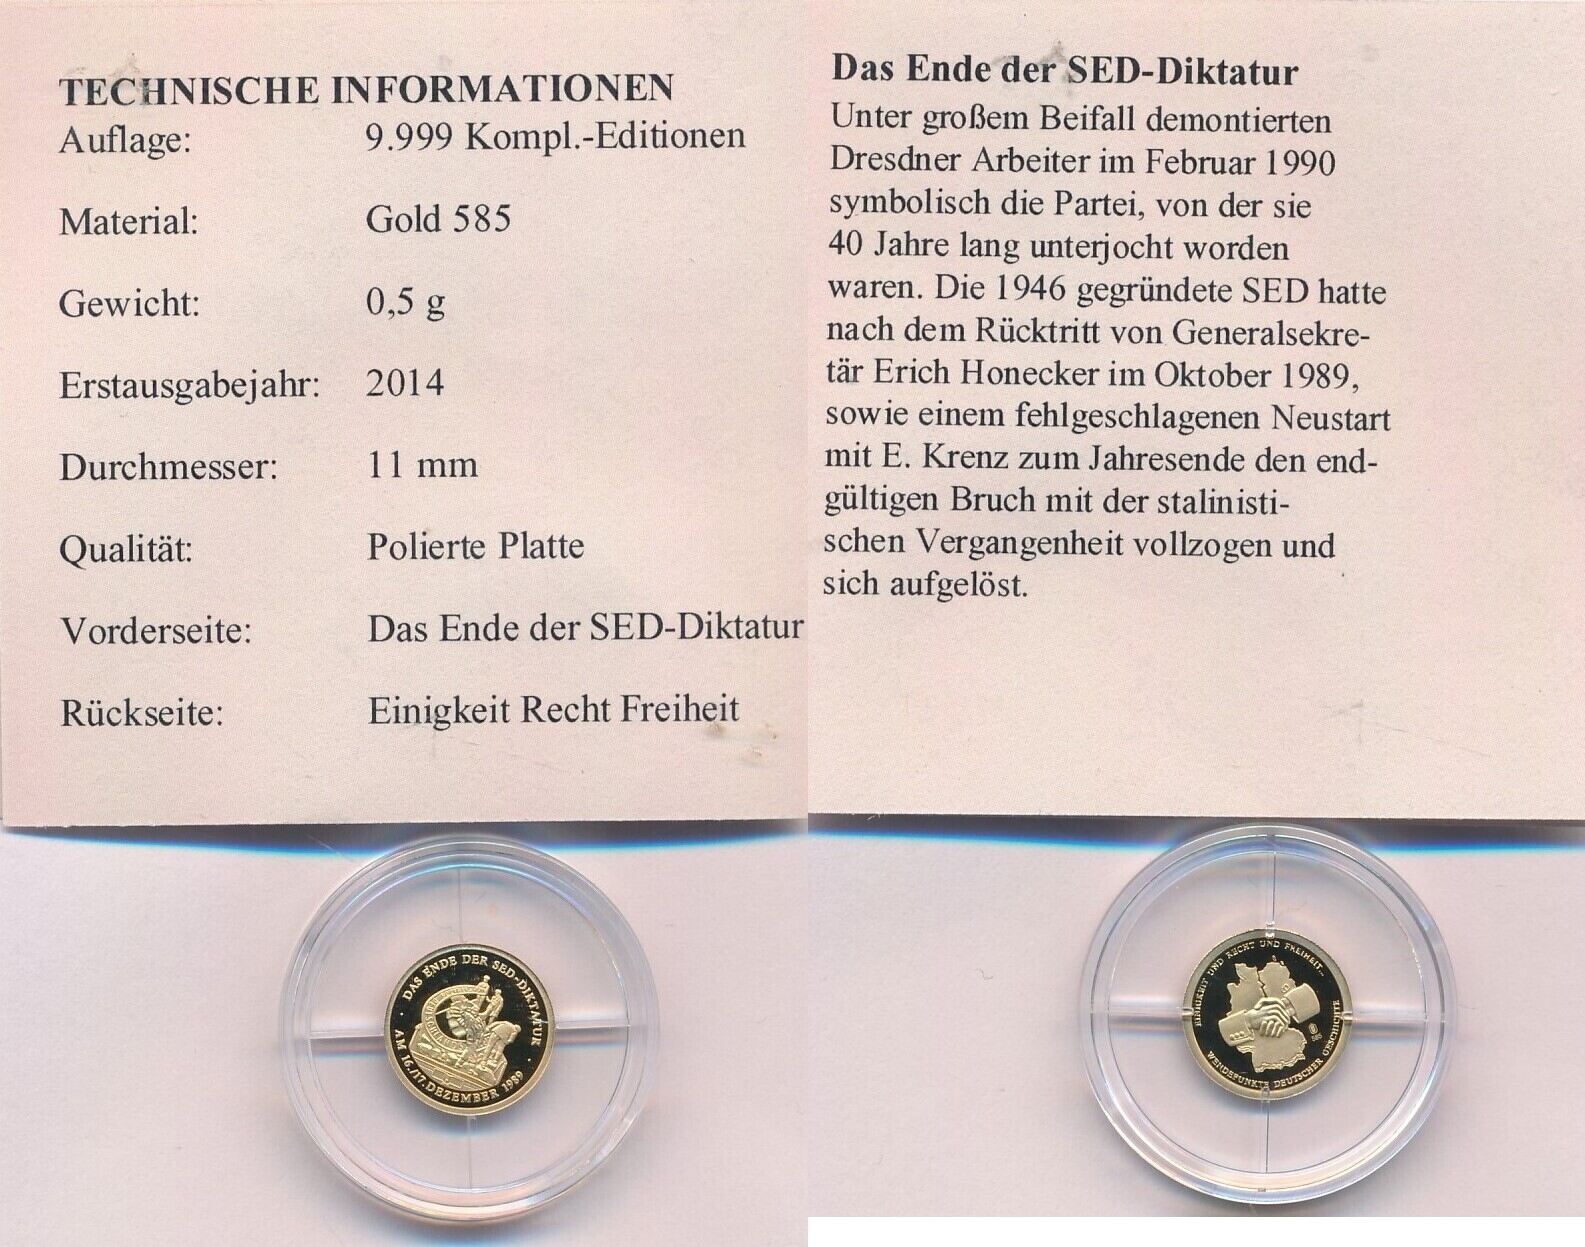 TECHNISCHE INFORMATIONEN
Auflage: 9.999 Kompl.-Editionen
Material: Gold 585
Gewicht: 0,5 g
Erstausgabejahr: 2014
Durchmesser: 11 mm
Qualität: Polierte Platte
Vorderseite: Das Ende der SED-Diktatur
Rückseite: Einigkeit Recht Freiheit
Das Ende der SED-Diktatur
Unter großem Beifall demontierten
Dresdner Arbeiter im Februar 1990
symbolisch die Partei, von der sie
40 Jahre lang unterjocht worden
waren. Die 1946 gegründete SED hatte
nach dem Rücktritt von Generalsekre-
tär Erich Honecker im Oktober 1989,
sowie einem fehlgeschlagenen Neustart
mit E. Krenz zum Jahresende den end-
gültigen Bruch mit der stalinisti-
schen Vergangenheit vollzogen und
sich aufgelöst.
DAS ENDE DER SED-DIKTATUR
AM 16./17. DEZEMBER 1989
EINIGKEIT UND RECHT UND FREIHEIT...
WENDEPUNKTE DEUTSCHER GESCHICHTE
585